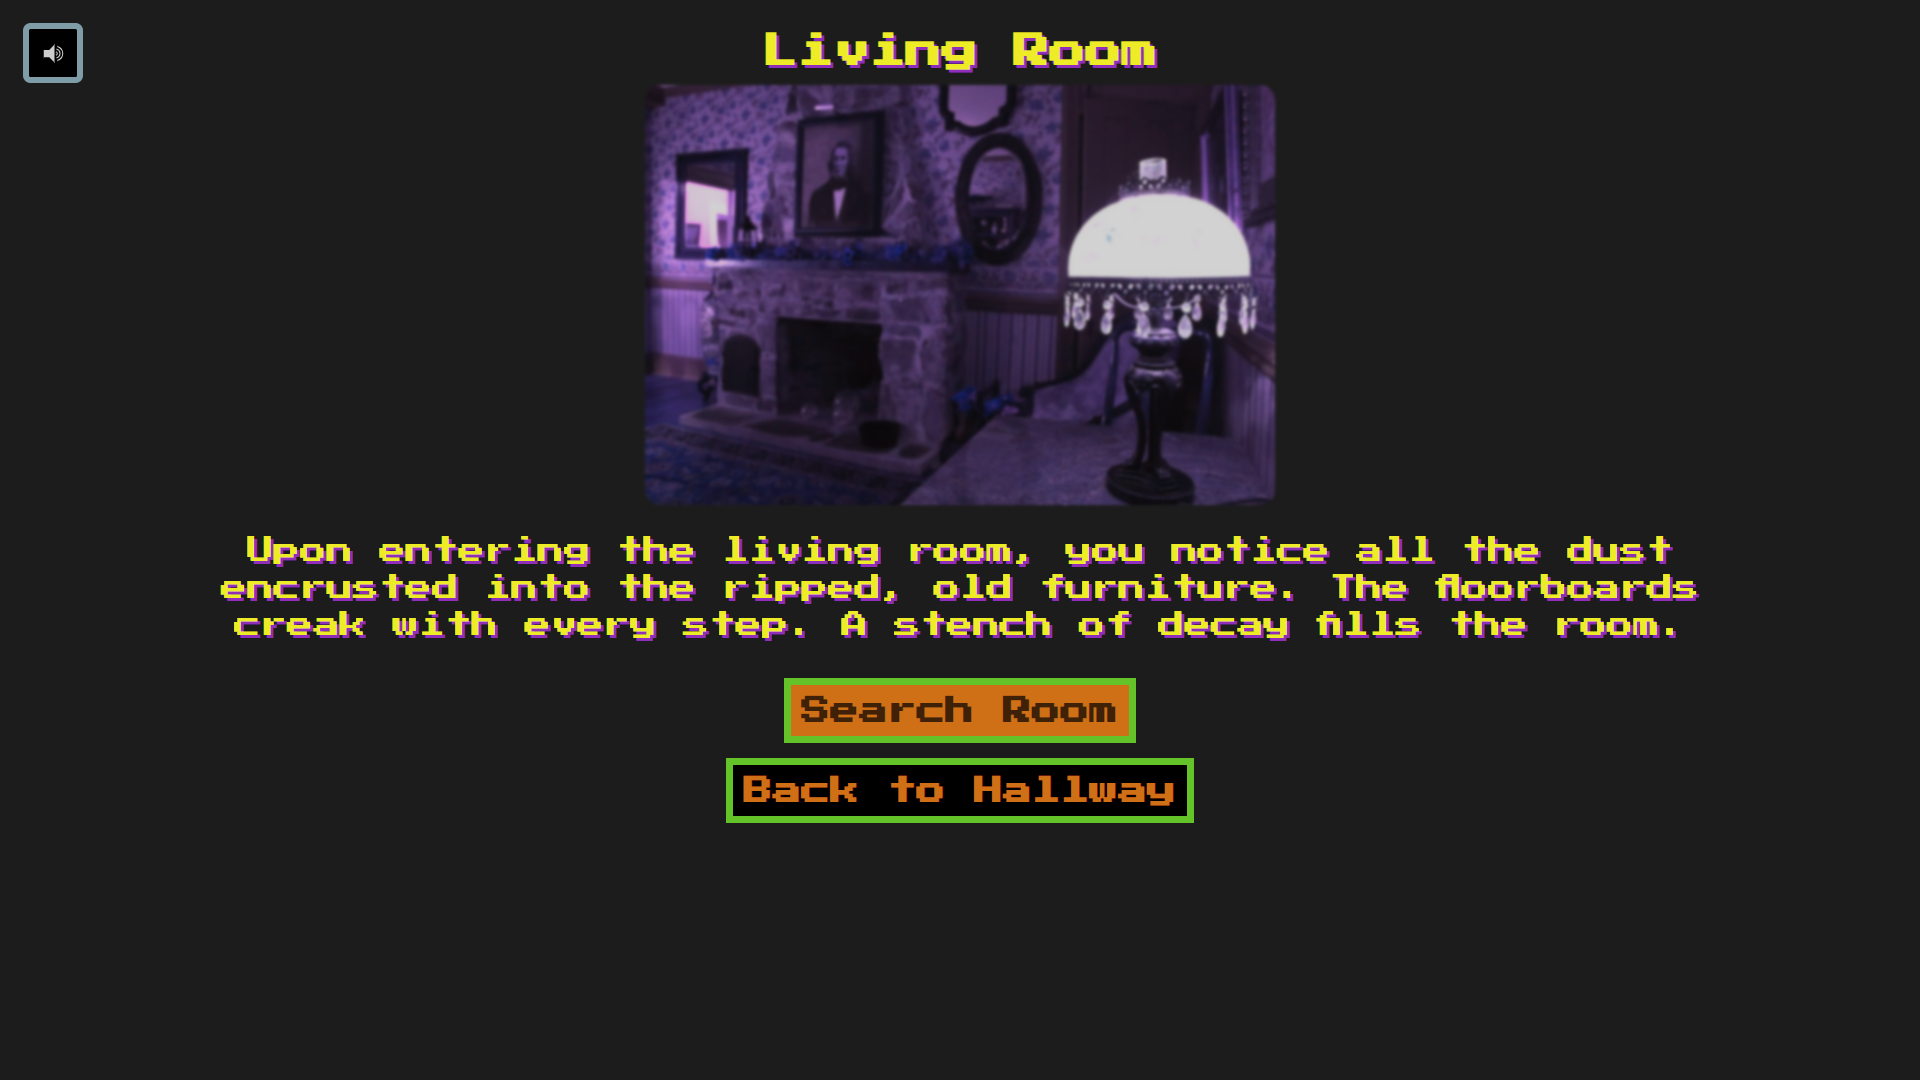 Living Room
Upon entering the living room, you notice all the dust
encrusted into the ripped, old furniture. The floorboards
creak with every step. A stench of decay fills the room.
Search Room
Back to Hallway